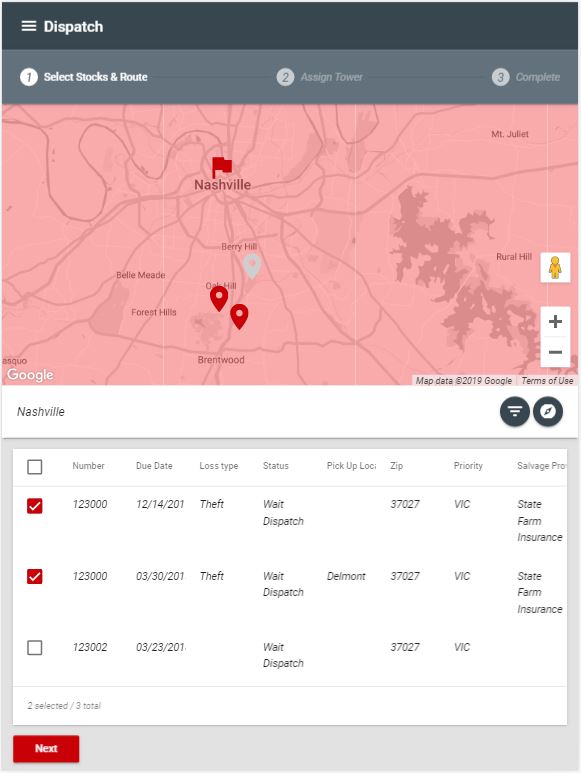 Dispatch
1 Select Stocks & Route 2 Assign Tower 3 Complete
Mt. Juliet
Nashville
Berry Hill
Rural Hill
Belle Meade
Oak Hill
Forest Hills
Brentwood
asquo
Google
Map data ©2019 Google Terms of Use
Nashville
Number Due Date Loss type Status Pick Up Loca Zip Priority Salvage Pro
123000 12/14/201 Theft Wait 37027 VIC State
Dispatch Farm
Insurance
123000 03/30/201 Theft Wait Delmont 37027 VIC State
Dispatch Farm
Insurance
123002 03/23/201 Wait 37027 VIC
Dispatch
2 selected / 3 total
Next